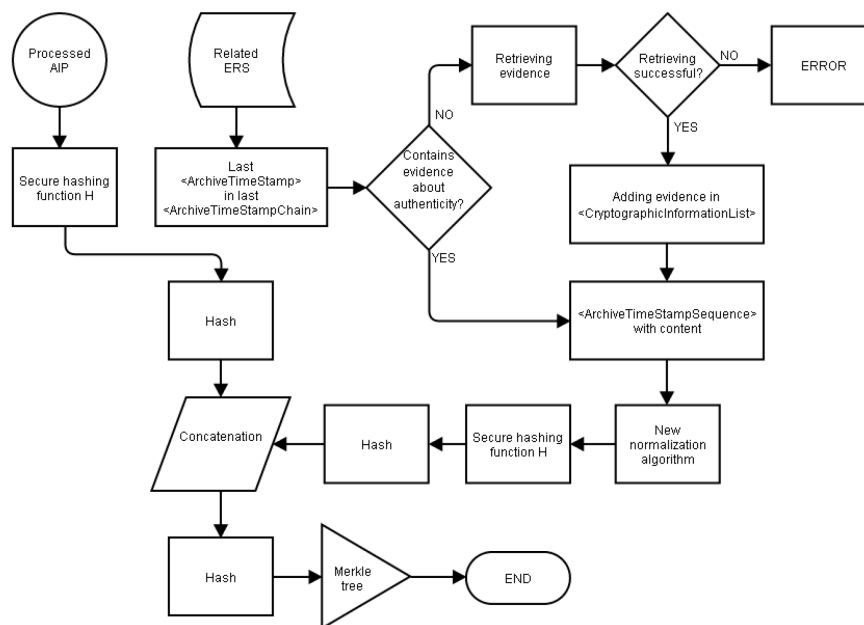 Processed
AIP
Related
ERS
Retrieving
evidence
Retrieving
successful?
NO
ERROR
NO
YES
Secure hashing
function H
Last
<ArchiveTimeStamp>
in last
<ArchiveTimeStampChain>
Contains
evidence
about
authenticity?
Adding evidence in
<CryptographicInformationList>
YES
Hash
<ArchiveTimeStampSequence>
with content
Concatenation
Hash
Secure hashing
function H
New
normalization
algorithm
Hash
Merkle
tree
END